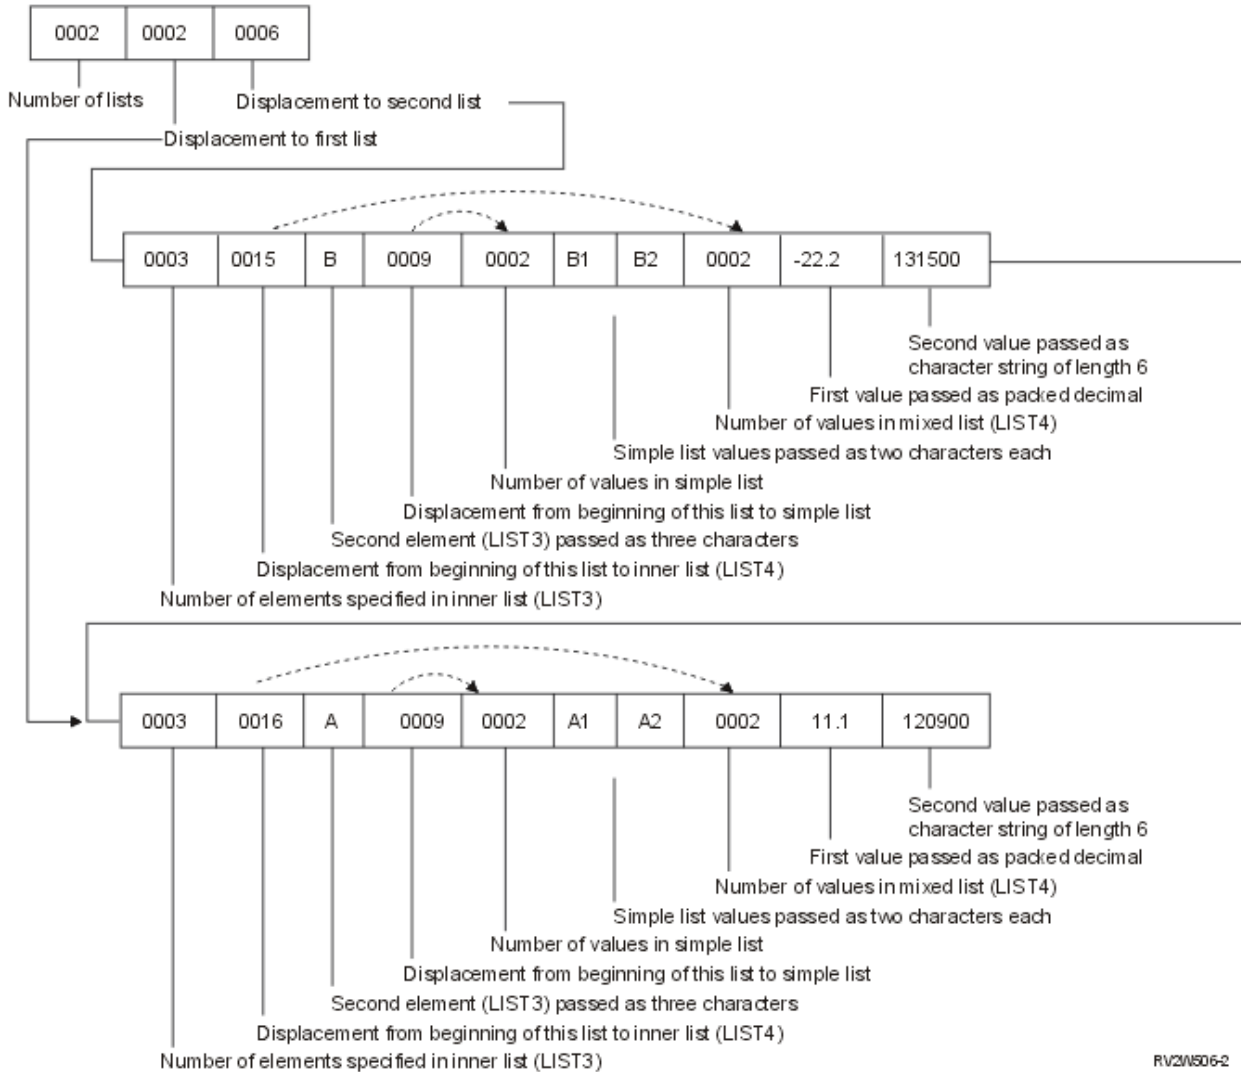 0002 0002 0006
Number of lists
Displacement to second list
Displacement to first list
0003 0015 B 0009 0002 B1 B2 0002 -22.2 131500
Second value passed as
character string of length 6
First value passed as packed decimal
Number of values in mixed list (LIST4)
Simple list values passed as two characters each
Number of values in simple list
Displacement from beginning of this list to simple list
Second element (LIST3) passed as three characters
Displacement from beginning of this list to inner list (LIST4)
Number of elements specified in inner list (LIST3)
0003 0016 A 0009 0002 A1 A2 0002 11.1 120900
Second value passed as
character string of length 6
First value passed as packed decimal
Number of values in mixed list (LIST4)
Simple list values passed as two characters each
Number of values in simple list
Displacement from beginning of this list to simple list
Second element (LIST3) passed as three characters
Displacement from beginning of this list to inner list (LIST4)
Number of elements specified in inner list (LIST3)
RV2W506-2